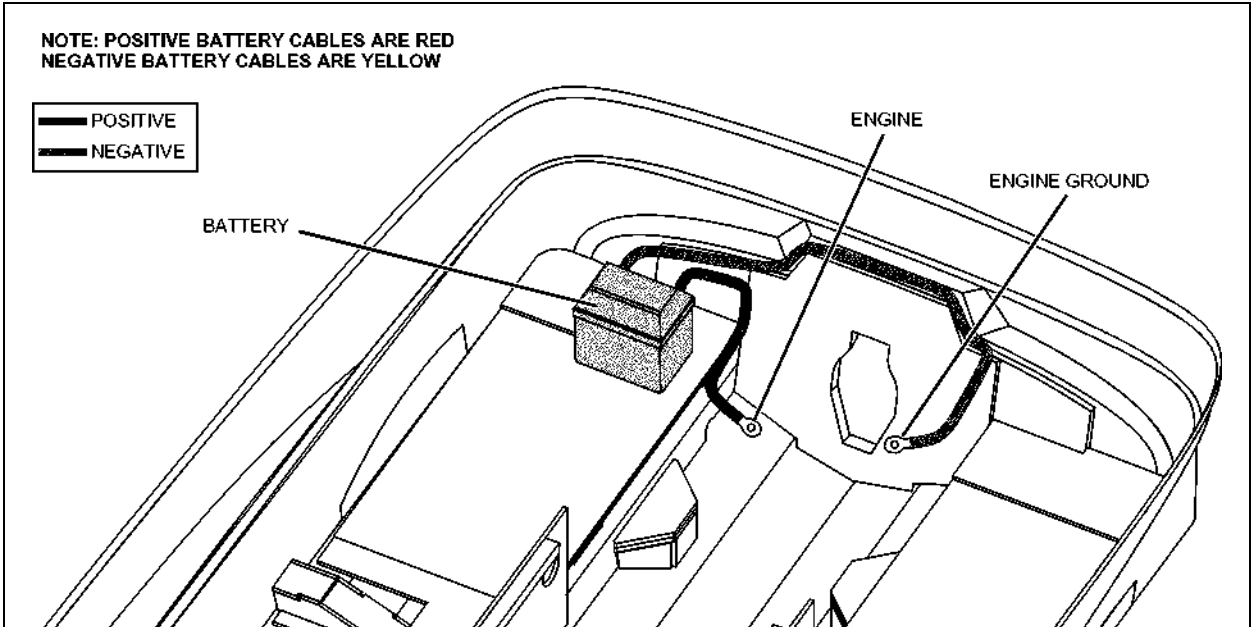 NOTE: POSITIVE BATTERY CABLES ARE RED
NEGATIVE BATTERY CABLES ARE YELLOW
POSITIVE
NEGATIVE
ENGINE
ENGINE GROUND
BATTERY